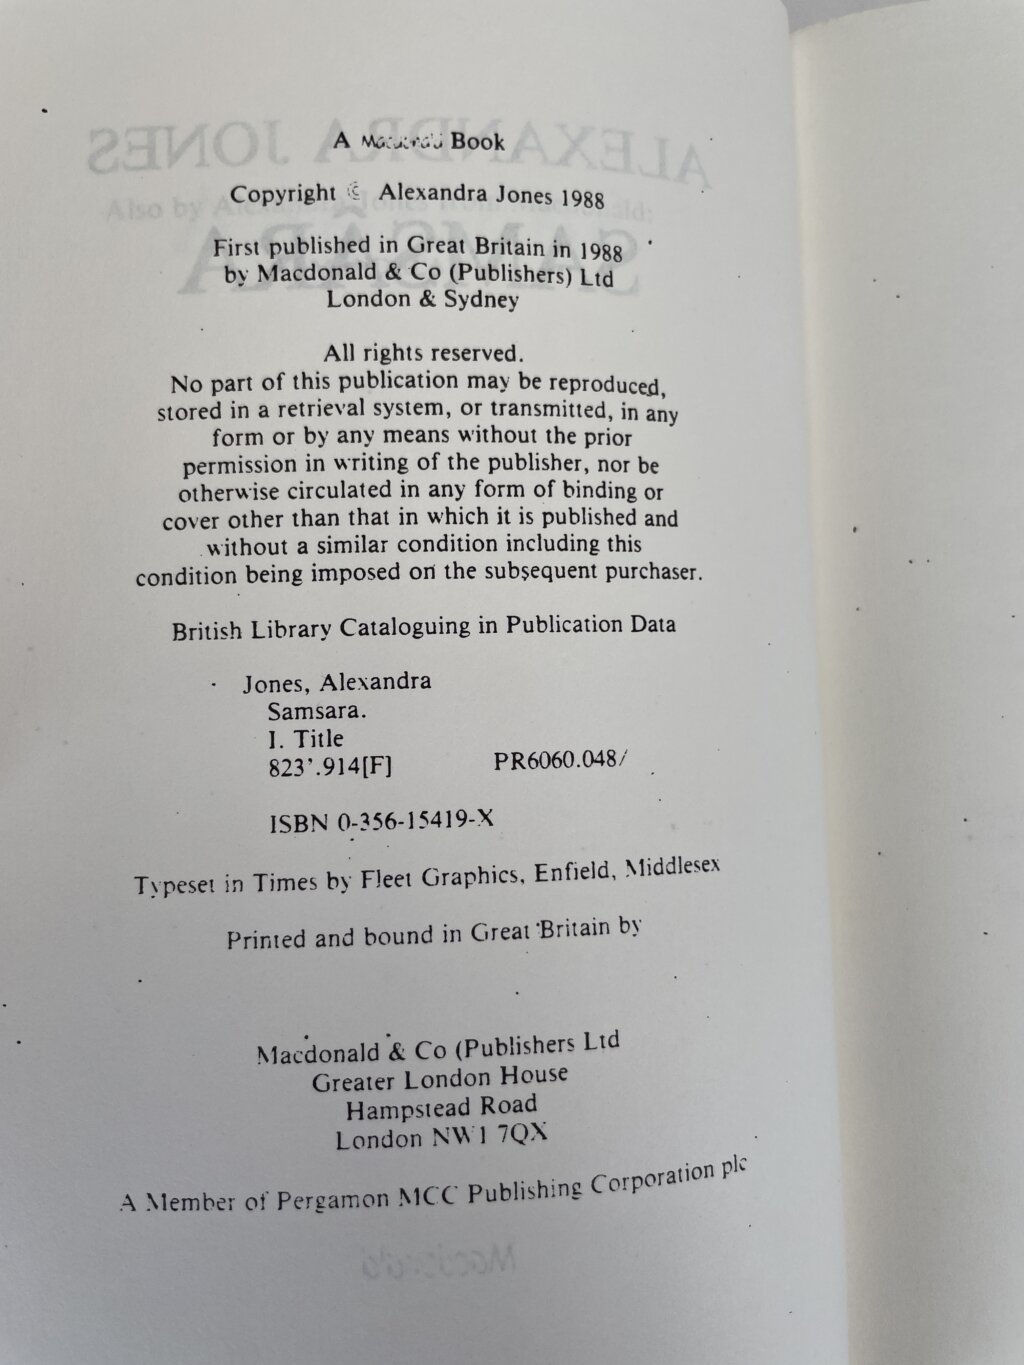 A Macdonald Book
Copyright © Alexandra Jones 1988
First published in Great Britain in 1988
by Macdonald & Co (Publishers) Ltd
London & Sydney
All rights reserved.
No part of this publication may be reproduced,
stored in a retrieval system, or transmitted, in any
form or by any means without the prior
permission in writing of the publisher, nor be
otherwise circulated in any form of binding or
cover other than that in which it is published and
without a similar condition including this
condition being imposed on the subsequent purchaser.
British Library Cataloguing in Publication Data
Jones, Alexandra
Samsara.
I. Title
823'.914[F] PR6060.048/
ISBN 0-356-15419-X
Typeset in Times by Fleet Graphics, Enfield, Middlesex
Printed and bound in Great Britain by
Macdonald & Co (Publishers Ltd
Greater London House
Hampstead Road
London NW1 7QX
A Member of Pergamon MCC Publishing Corporation plc